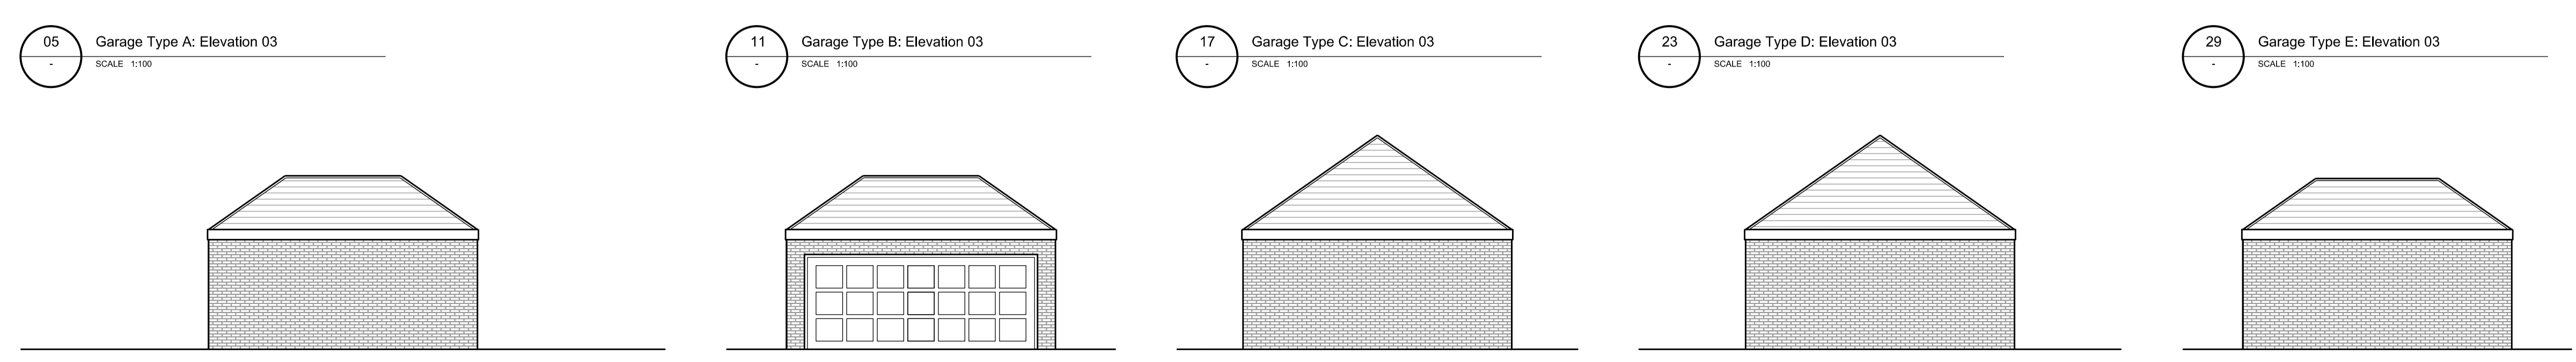 05 Garage Type A: Elevation 03
- SCALE 1:100
11 Garage Type B: Elevation 03
- SCALE 1:100
17 Garage Type C: Elevation 03
- SCALE 1:100
23 Garage Type D: Elevation 03
- SCALE 1:100
29 Garage Type E: Elevation 03
- SCALE 1:100